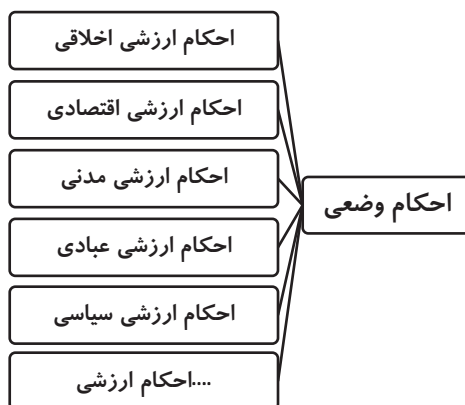 احکام وضعی
احکام ارزشی اخلاقی
احکام ارزشی اقتصادی
احکام ارزشی مدنی
احکام ارزشی عبادی
احکام ارزشی سیاسی
احکام ارزشی....